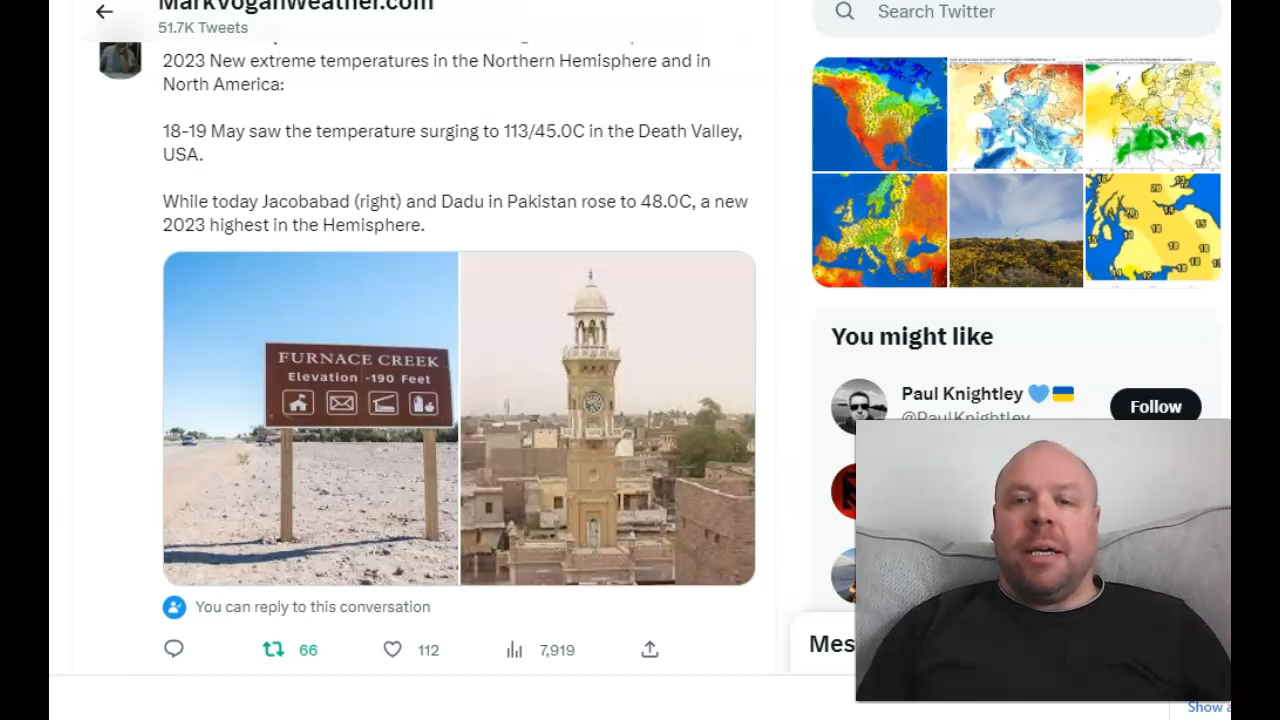 MarkVoganWeather.com
51.7K Tweets
2023 New extreme temperatures in the Northern Hemisphere and in
North America:
18-19 May saw the temperature surging to 113/45.0C in the Death Valley,
USA.
While today Jacobabad (right) and Dadu in Pakistan rose to 48.0C, a new
2023 highest in the Hemisphere.
FURNACE CREEK
Elevation -190 Feet
You can reply to this conversation
66
112
7,919
Search Twitter
You might like
Paul Knightley
@PaulKnightley
Follow
Mes
Show